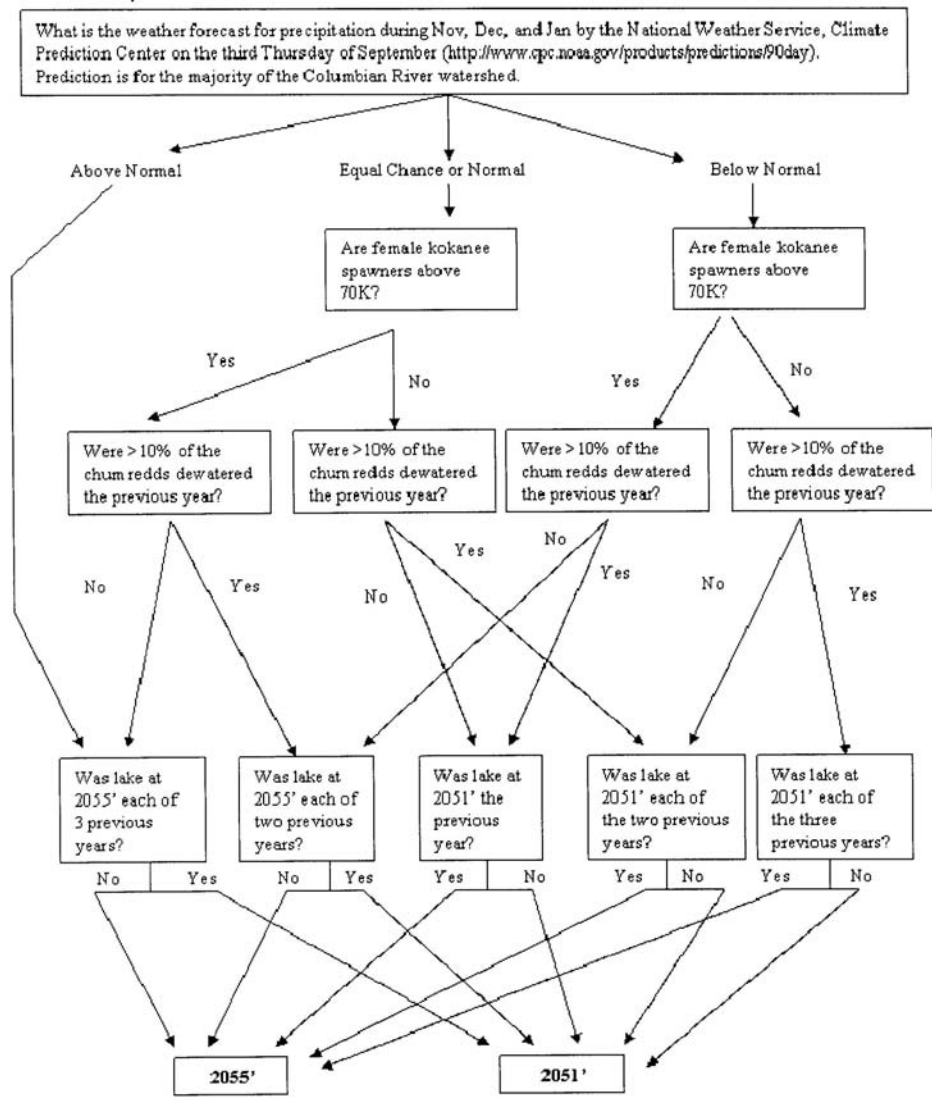 What is the weather forecast for precipitation during Nov, Dec, and Jan by the National Weather Service, Climate
Prediction Center on the third Thursday of September (http://www.cpc.noaa.gov/products/predictions/90day).
Prediction is for the majority of the Columbian River watershed.
Above Normal
Equal Chance or Normal
Below Normal
Are female kokanee
spawners above
70K?
Are female kokanee
spawners above
70K?
Yes
No
Yes
No
Were >10% of the
chum redds dewatered
the previous year?
Were >10% of the
chum redds dewatered
the previous year?
Were >10% of the
chum redds dewatered
the previous year?
Were >10% of the
chum redds dewatered
the previous year?
No
Yes
No
Yes
No
Yes
No
Yes
Was lake at
2055' each of
3 previous
years?
Was lake at
2055' each of
two previous
years?
Was lake at
2051' the
previous
year?
Was lake at
2051' each of
the two previous
years?
Was lake at
2051' each of
the three
previous years?
No
Yes
No
Yes
Yes
No
Yes
No
Yes
No
2055'
2051'